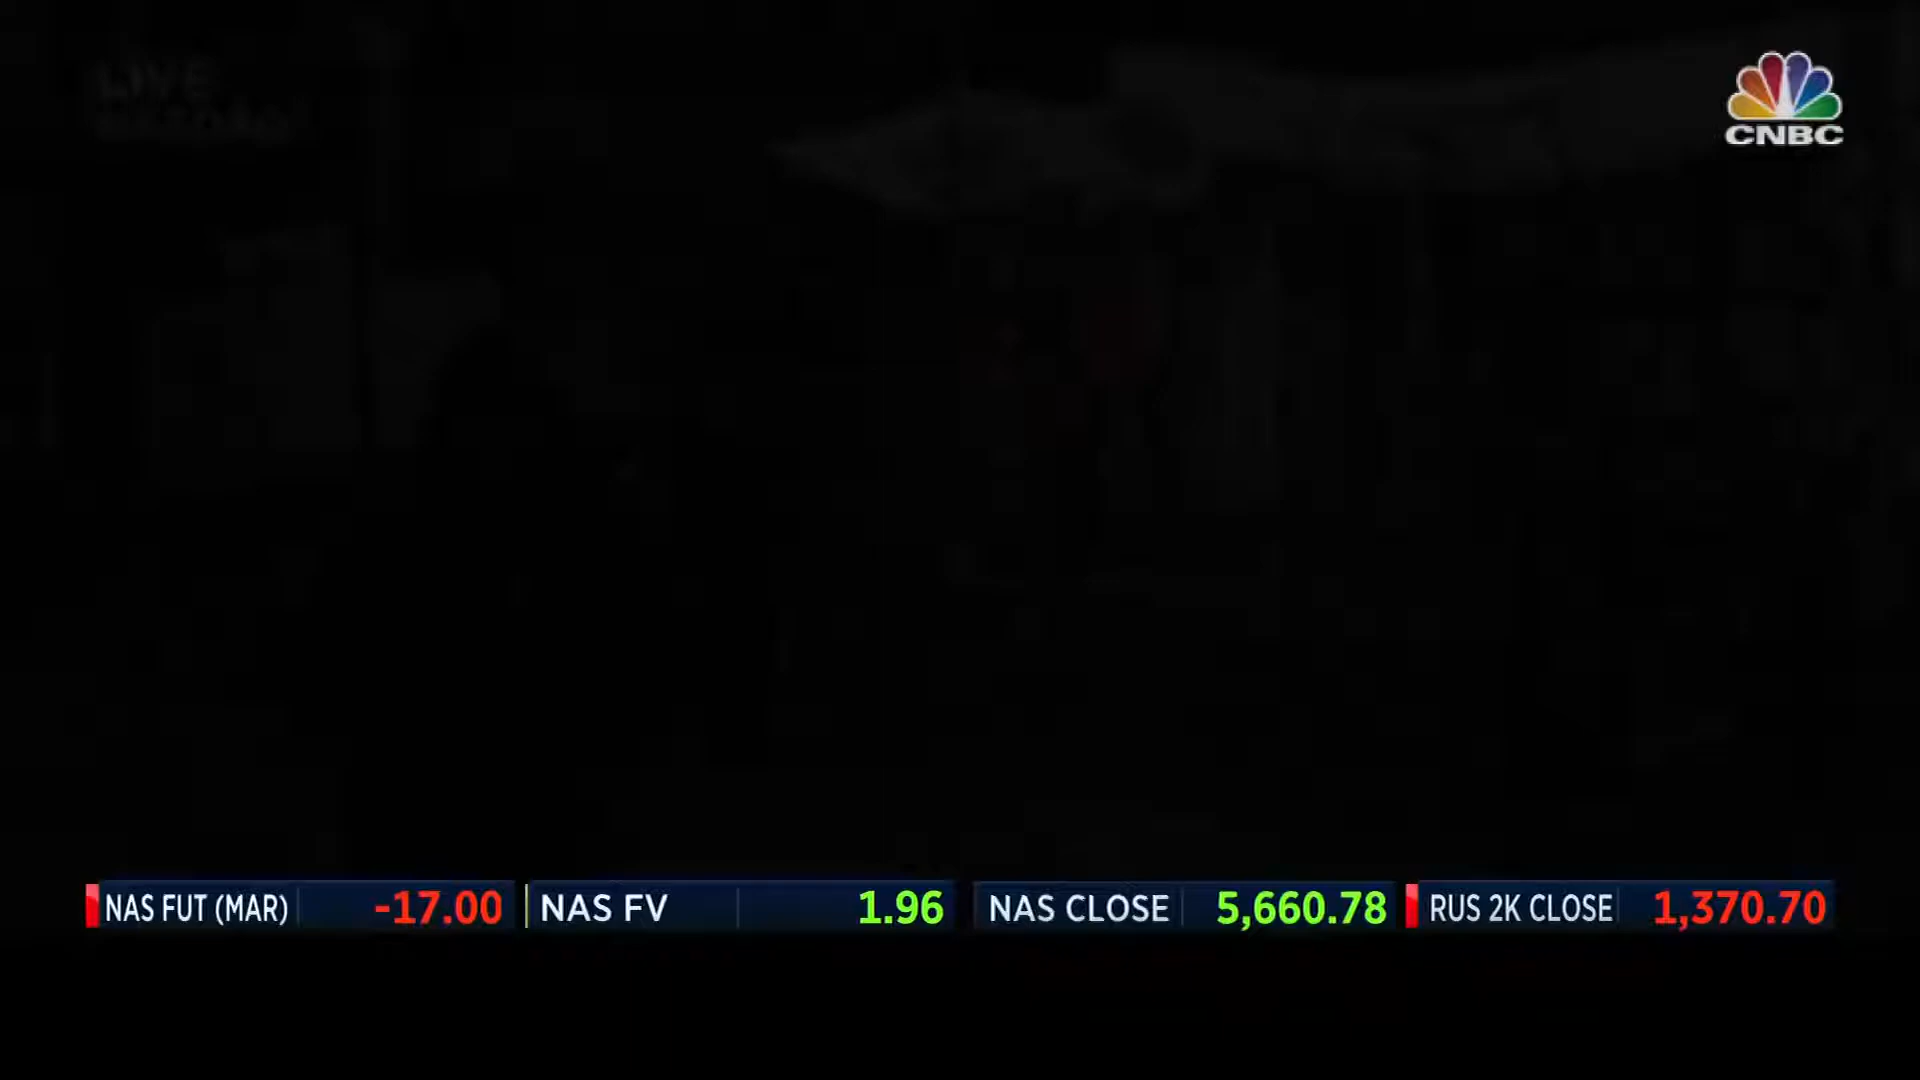 LIVE
CNBC
NAS FUT (MAR) -17.00 NAS FV 1.96 NAS CLOSE 5,660.78 RUS 2K CLOSE 1,370.70